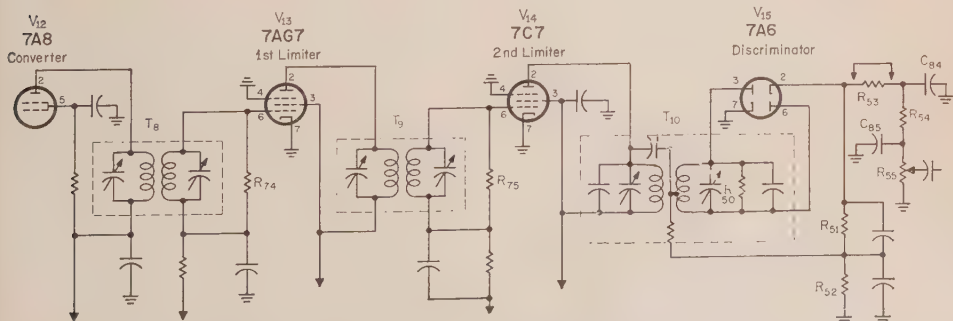 V12
7A8
Converter
V13
7AG7
1st Limiter
V14
7C7
2nd Limiter
V15
7A6
Discriminator
2
5
T8
2
4
3
6
7
R74
T9
2
4
3
6
7
R75
T10
3
2
7
6
50
R53
C84
R54
C85
R55
R51
R52